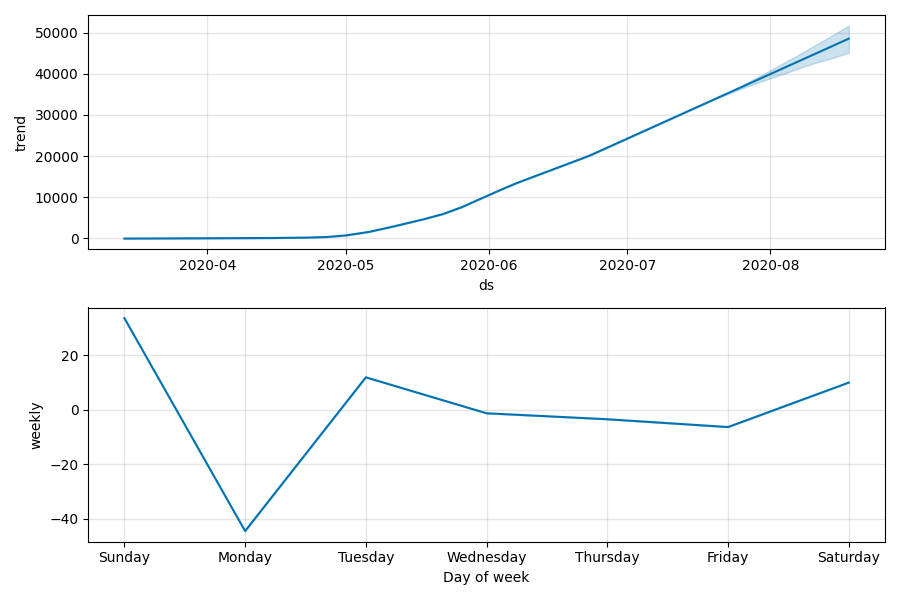 50000
40000
30000
20000
10000
0
trend
2020-04 2020-05 2020-06 2020-07 2020-08
ds
20
0
−20
−40
weekly
Sunday Monday Tuesday Wednesday Thursday Friday Saturday
Day of week